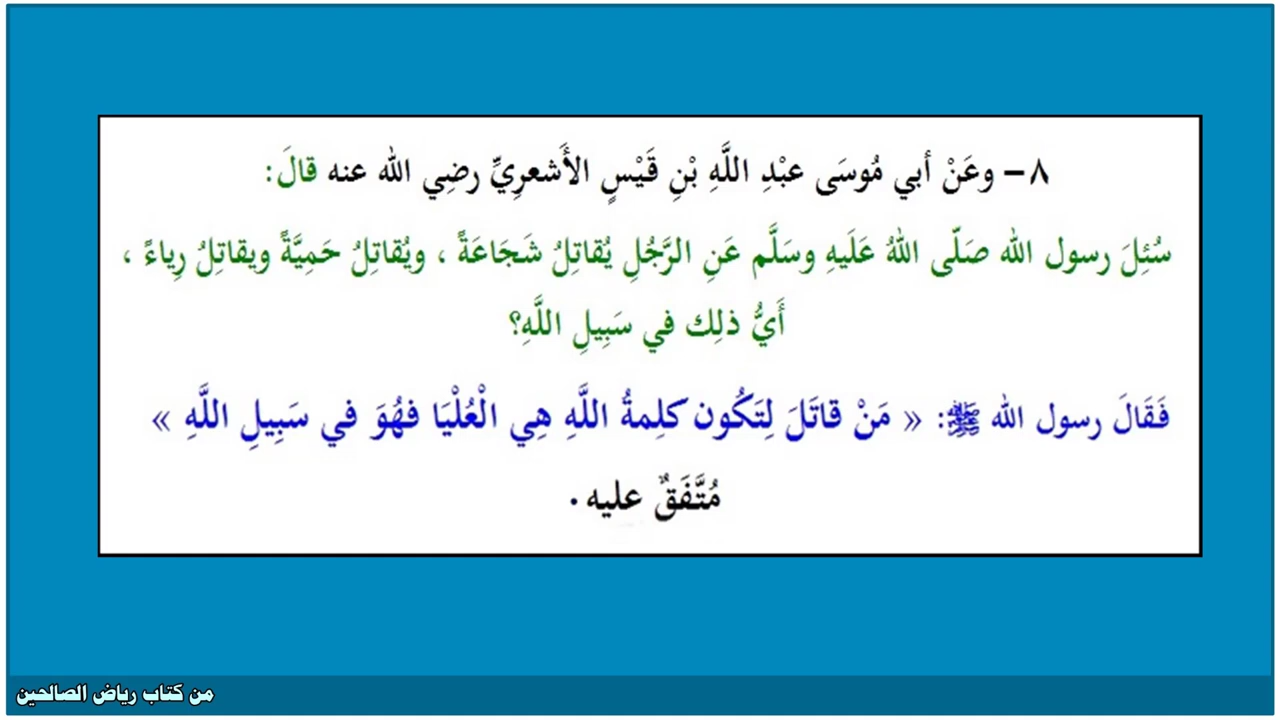 ٨- وعَنْ أبي مُوسَى عبْدِ اللَّهِ بْنِ قَيْسٍ الأَشعرِيِّ رضِي الله عنه قالَ:
سُئِلَ رسول الله صَلّى اللهُ عَلَيهِ وسَلَّم عَنِ الرَّجُلِ يُقاتِلُ شَجَاعَةً ، ويُقاتِلُ حَمِيَّةً ويقاتِلُ رِياءً ،
أَيُّ ذلِك في سَبِيلِ اللَّهِ؟
فَقَالَ رسول الله ﷺ: « مَنْ قاتَلَ لِتَكُون كلِمةُ اللَّهِ هِي الْعُلْيَا فهُوَ في سَبِيلِ اللَّهِ »
مُتَّفَقٌ عليه .
من كتاب رياض الصالحين